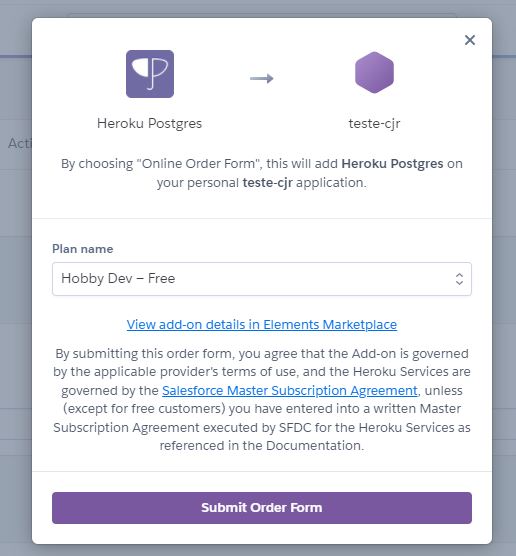 Heroku Postgres
teste-cjr
Acti
By choosing “Online Order Form”, this will add Heroku Postgres on
your personal teste-cjr application.
Plan name
Hobby Dev – Free
View add-on details in Elements Marketplace
By submitting this order form, you agree that the Add-on is governed
by the applicable provider’s terms of use, and the Heroku Services are
governed by the Salesforce Master Subscription Agreement, unless
(except for free customers) you have entered into a written Master
Subscription Agreement executed by SFDC for the Heroku Services as
referenced in the Documentation.
Submit Order Form